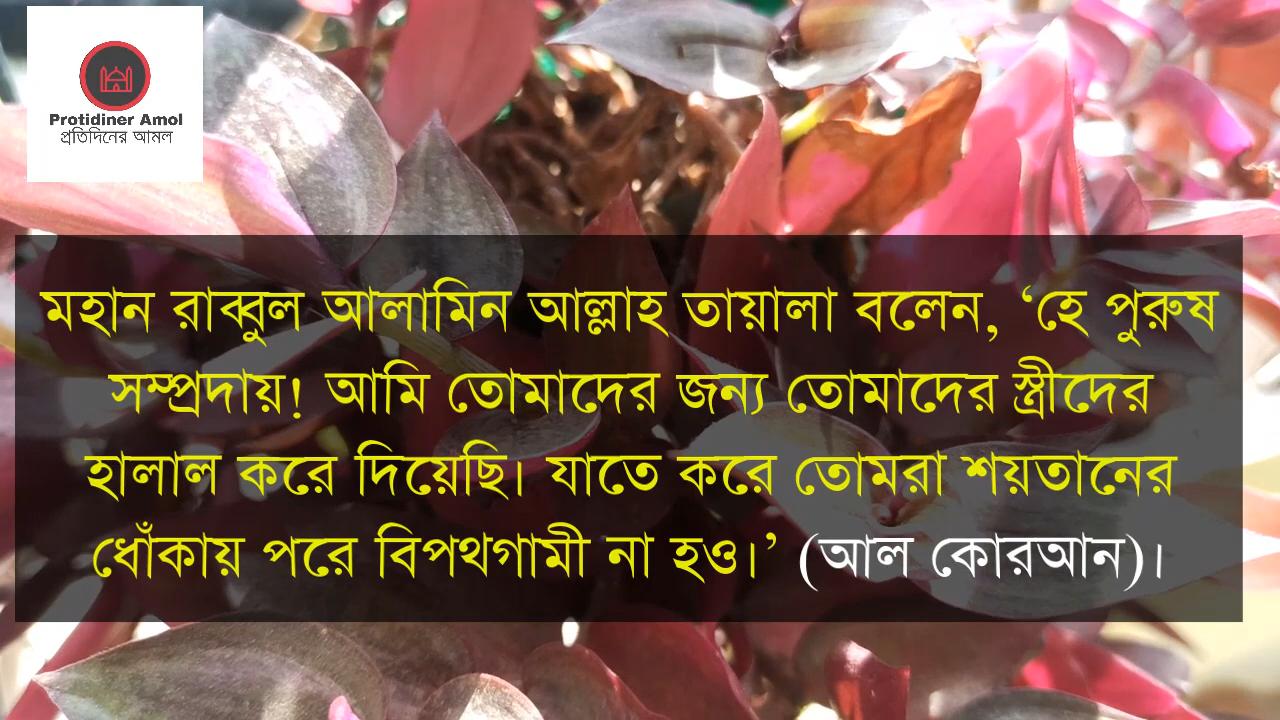 Protidiner Amol
প্রতিদিনের আমল
মহান রাব্বুল আলামিন আল্লাহ তায়ালা বলেন, ‘হে পুরুষ
সম্প্রদায়! আমি তোমাদের জন্য তোমাদের স্ত্রীদের
হালাল করে দিয়েছি। যাতে করে তোমরা শয়তানের
ধোঁকায় পরে বিপথগামী না হও।’ (আল কোরআন)।